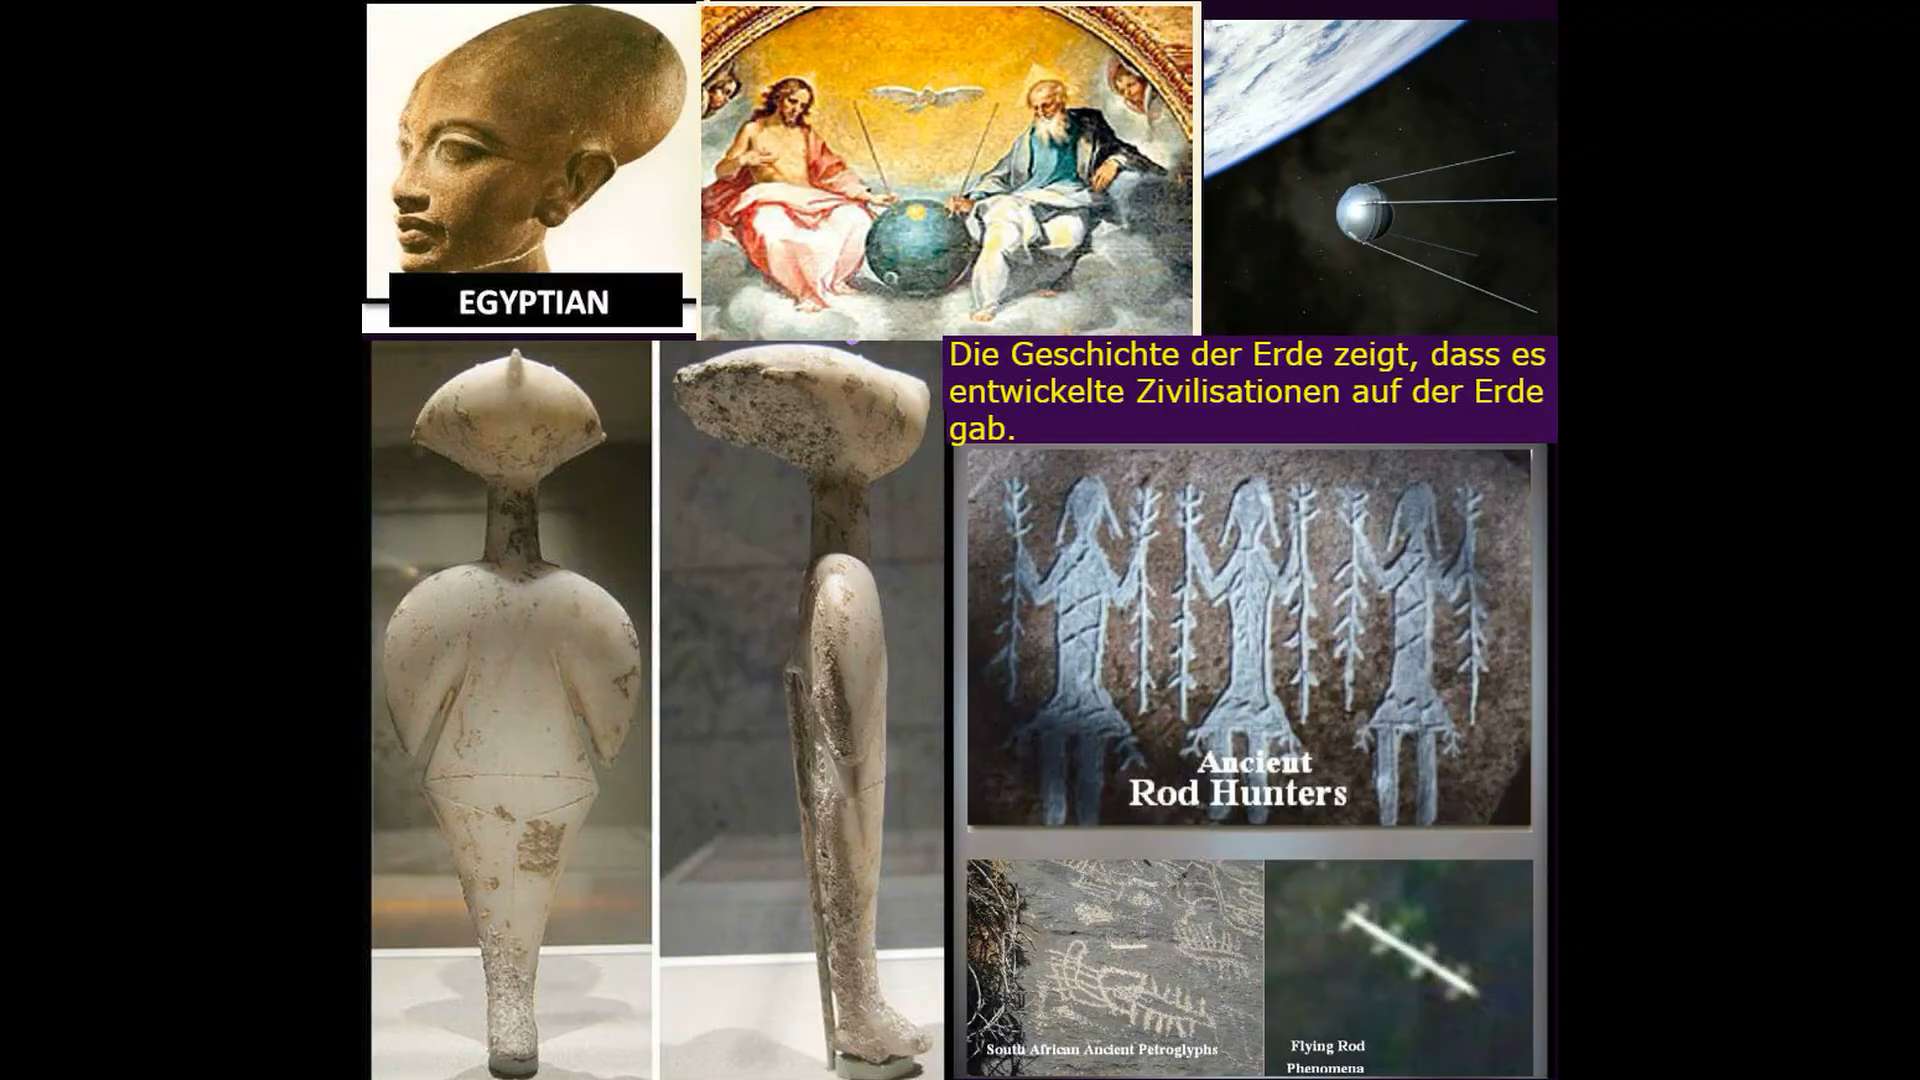 EGYPTIAN
Die Geschichte der Erde zeigt, dass es
entwickelte Zivilisationen auf der Erde
gab.
Ancient
Rod Hunters
South African Ancient Petroglyphs
Flying Rod
Phenomena